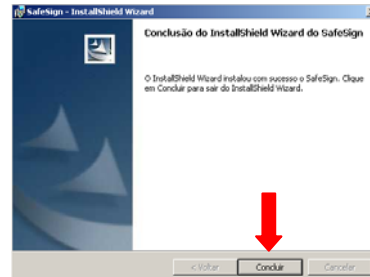 SafeSign - InstallShield Wizard
Conclusão do InstallShield Wizard do SafeSign
O InstallShield Wizard instalou com sucesso o SafeSign. Clique
em Concluir para sair do InstallShield Wizard.
< Voltar Concluir Cancelar